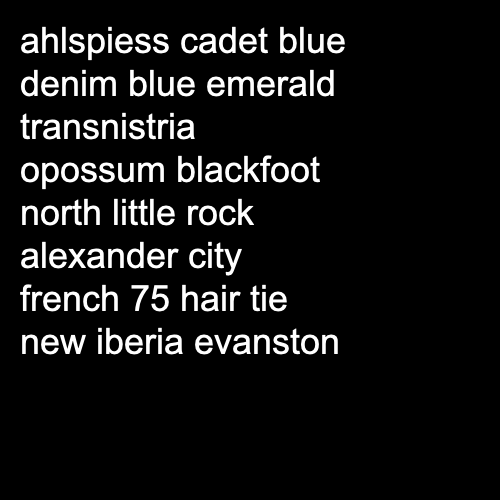 ahlspiess cadet blue
denim blue emerald
transnistria
opossum blackfoot
north little rock
alexander city
french 75 hair tie
new iberia evanston